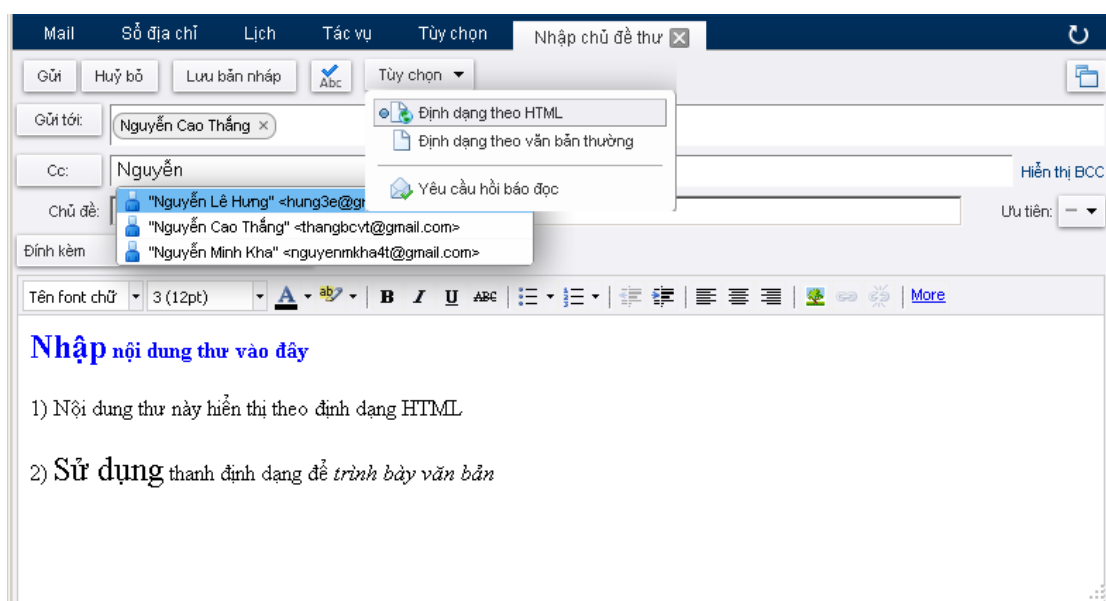 Mail Sổ địa chỉ Lịch Tác vụ Tùy chọn Nhập chủ đề thư
Gửi Huỷ bỏ Lưu bản nháp Abc Tùy chọn
Định dạng theo HTML
Gửi tới: Nguyễn Cao Thắng
Định dạng theo văn bản thường
Cc: Nguyễn Hiển thị BCC
Yêu cầu hồi báo đọc
"Nguyễn Lê Hưng" <hung3e@gr
Chủ đề: Ưu tiên:
"Nguyễn Cao Thắng" <thangbcvt@gmail.com>
Đính kèm "Nguyễn Minh Kha" <nguyenmkha4t@gmail.com>
Tên font chữ 3 (12pt) A ab B I U ABC More
Nhập nội dung thư vào đây
1) Nội dung thư này hiển thị theo định dạng HTML
2) Sử dụng thanh định dạng để trình bày văn bản